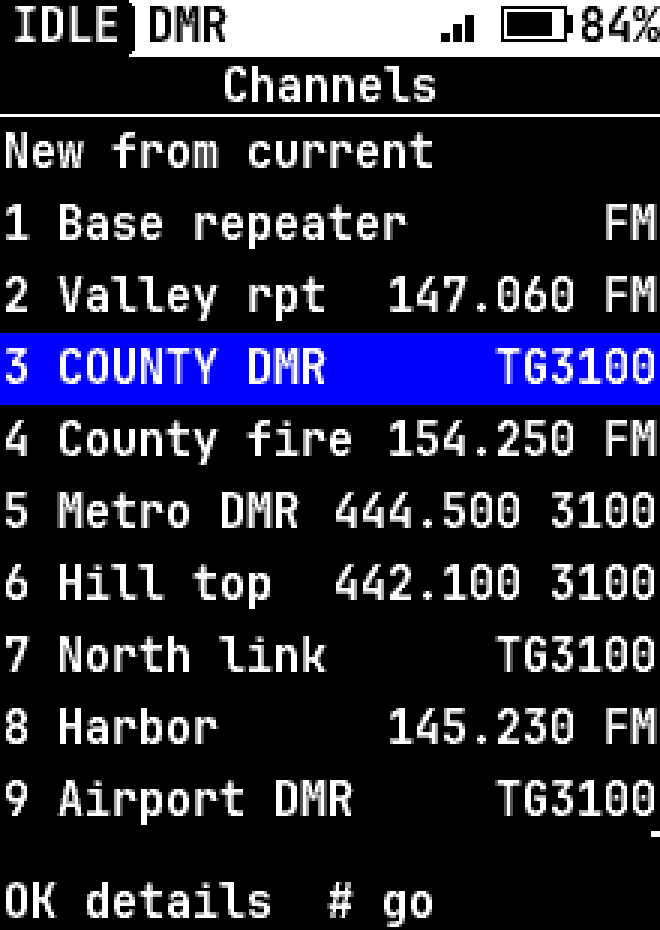 IDLE DMR 84%
Channels
New from current
1 Base repeater FM
2 Valley rpt 147.060 FM
3 COUNTY DMR TG3100
4 County fire 154.250 FM
5 Metro DMR 444.500 3100
6 Hill top 442.100 3100
7 North link TG3100
8 Harbor 145.230 FM
9 Airport DMR TG3100
OK details # go